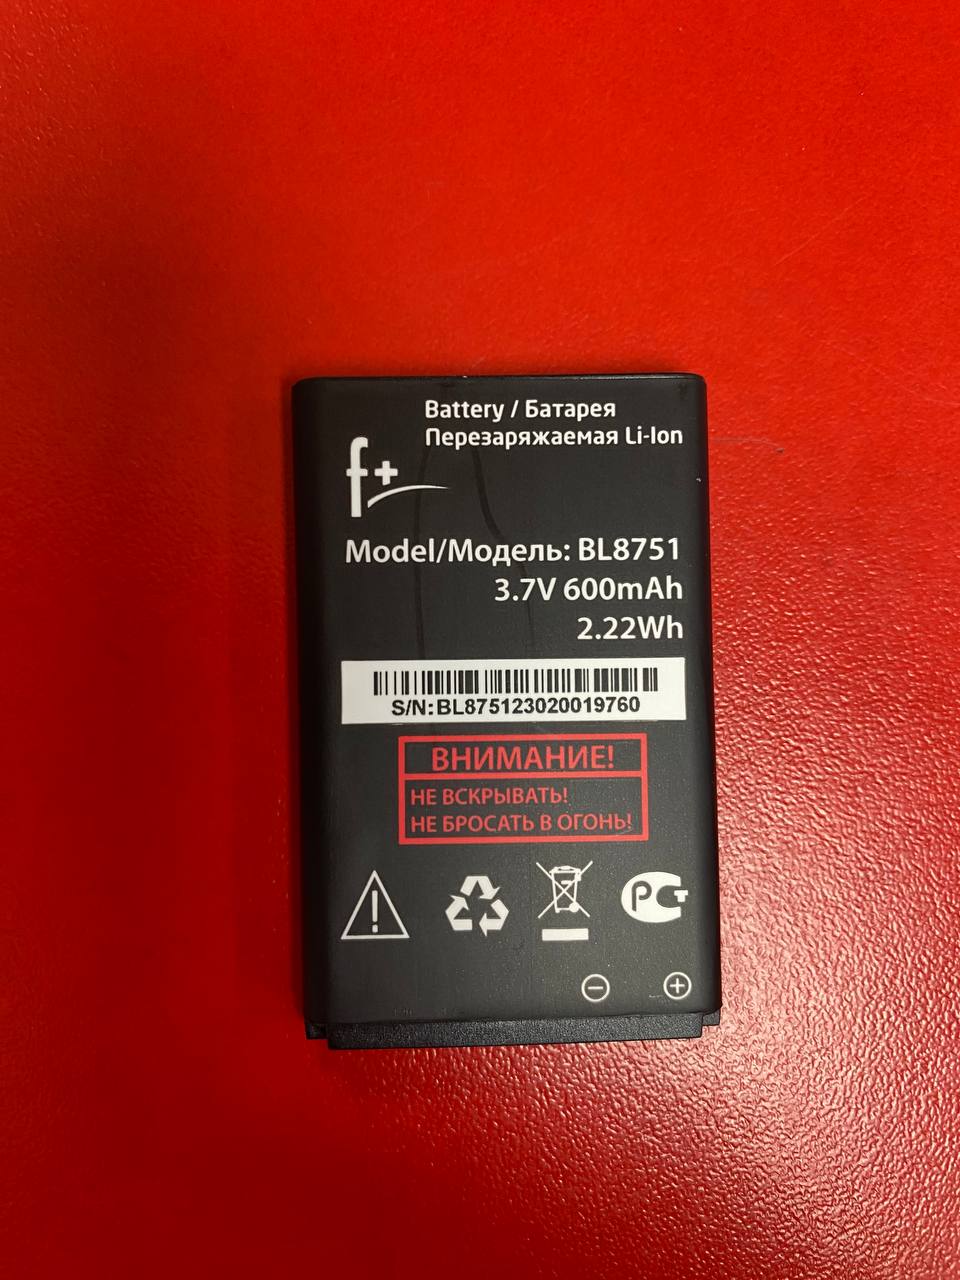 Battery / Батарея
Перезаряжаемая Li-Ion
f+
Model/Модель: BL8751
3.7V 600mAh
2.22Wh
S/N:BL875123020019760
ВНИМАНИЕ!
НЕ ВСКРЫВАТЬ!
НЕ БРОСАТЬ В ОГОНЬ!
РСТ